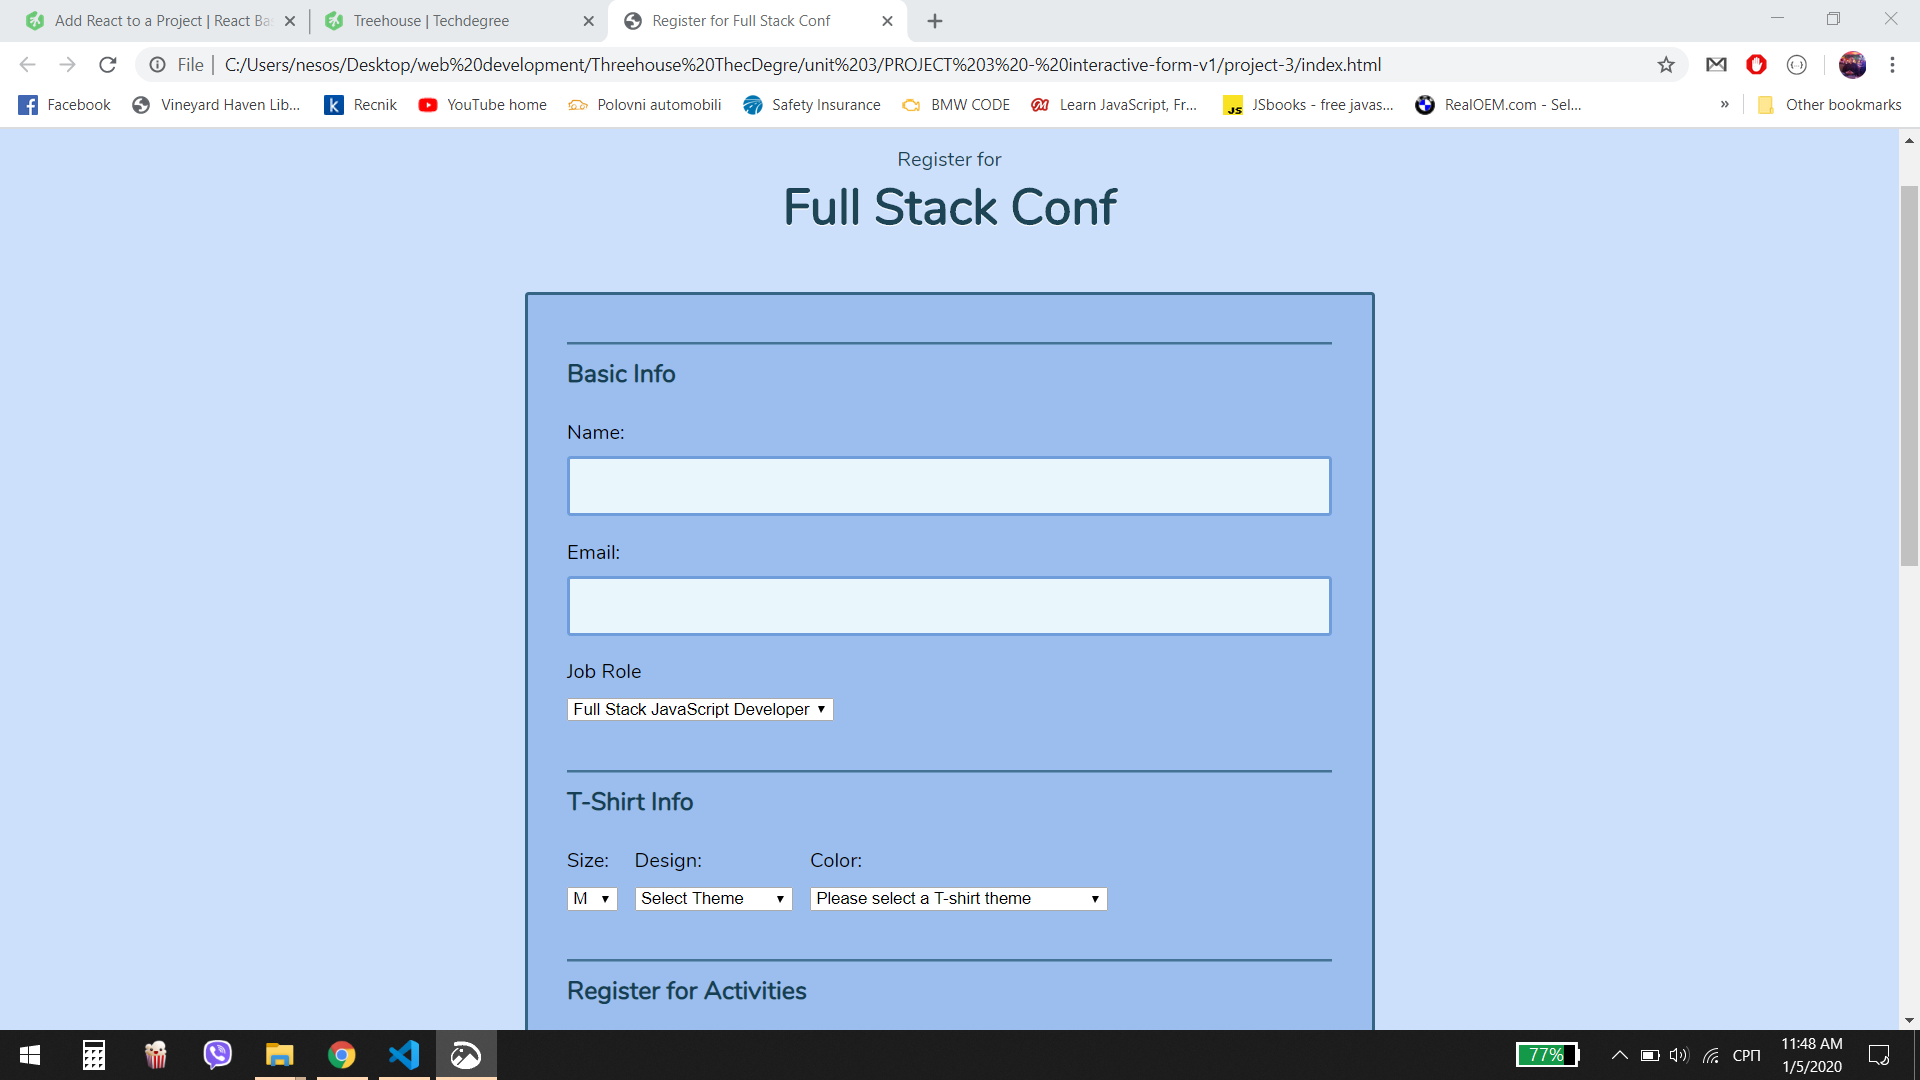 Add React to a Project | React Ba
Treehouse | Techdegree
Register for Full Stack Conf
File | C:/Users/nesos/Desktop/web%20development/Threehouse%20ThecDegre/unit%203/PROJECT%203%20-%20interactive-form-v1/project-3/index.html
Facebook
Vineyard Haven Lib...
k
Recnik
YouTube home
Polovni automobili
Safety Insurance
BMW CODE
Learn JavaScript, Fr...
JS
JSbooks - free javas...
RealOEM.com - Sel...
»
Other bookmarks
Register for
Full Stack Conf
Basic Info
Name:
Email:
Job Role
Full Stack JavaScript Developer
T-Shirt Info
Size: Design: Color:
M Select Theme Please select a T-shirt theme
Register for Activities
77%
СРП
11:48 AM
1/5/2020